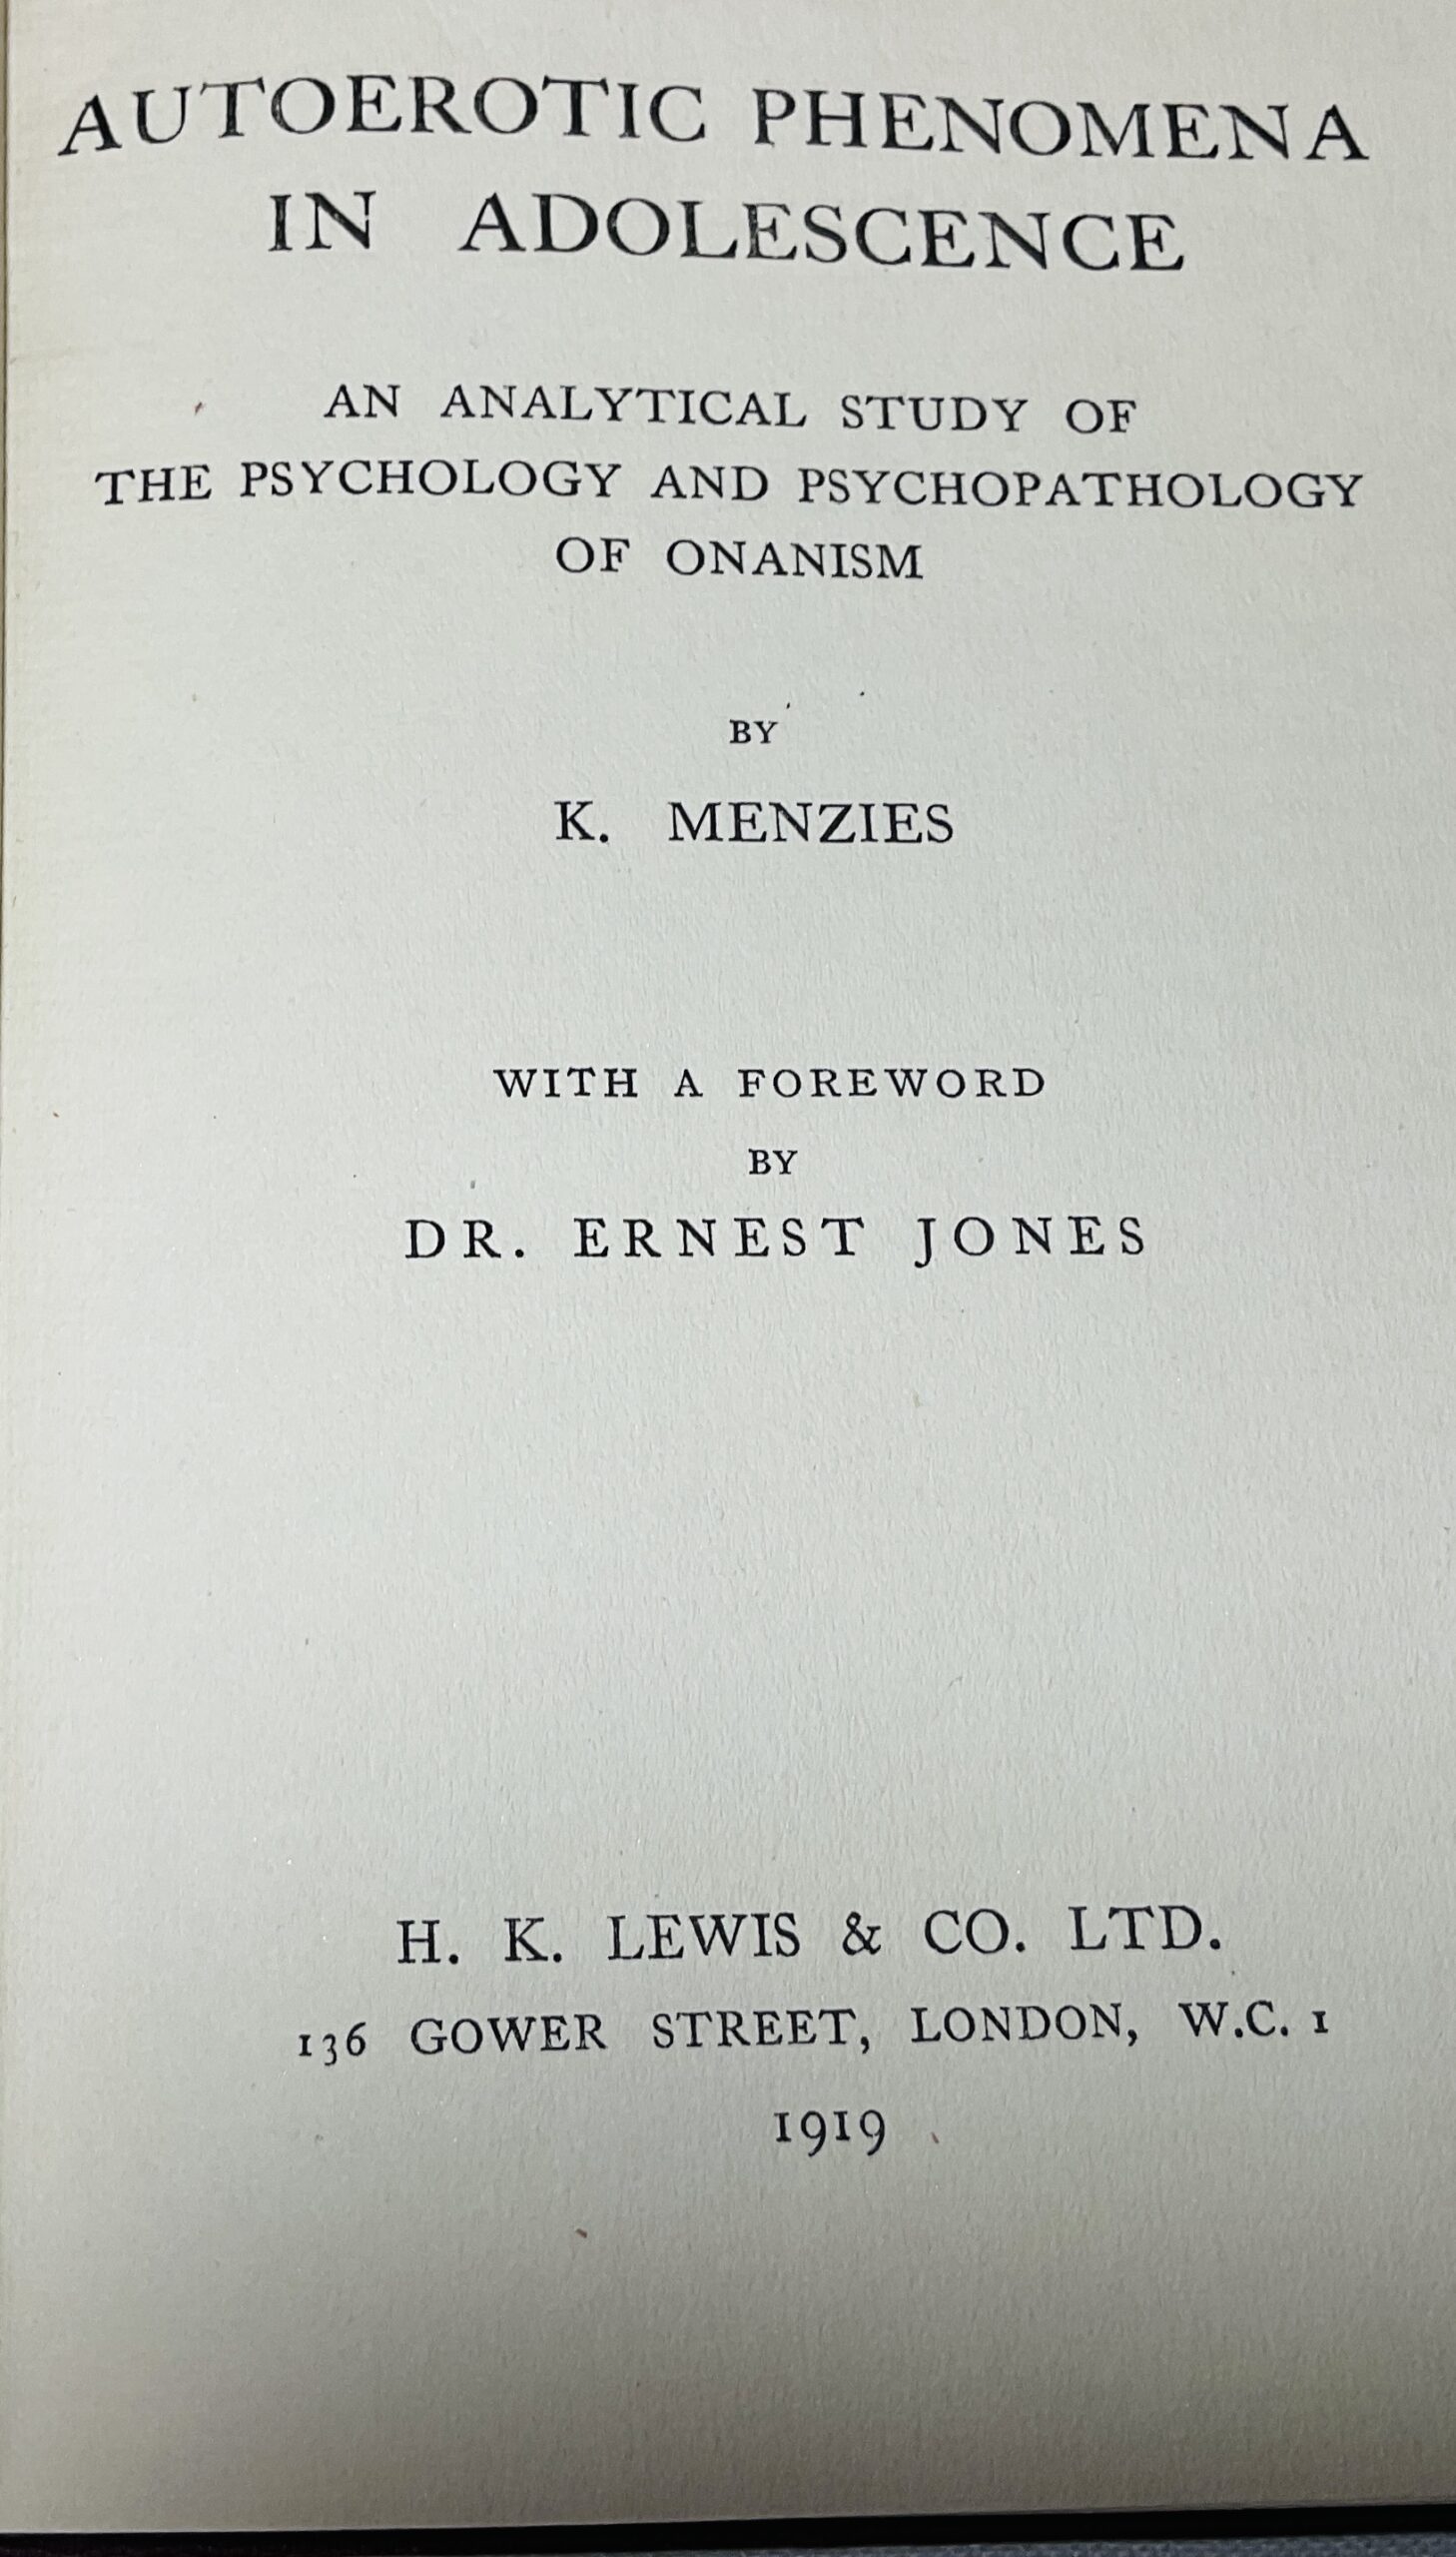 AUTOEROTIC PHENOMENA
IN ADOLESCENCE
AN ANALYTICAL STUDY OF
THE PSYCHOLOGY AND PSYCHOPATHOLOGY
OF ONANISM
BY
K. MENZIES
WITH A FOREWORD
BY
DR. ERNEST JONES
H. K. LEWIS & CO. LTD.
136 GOWER STREET, LONDON, W.C. 1
1919